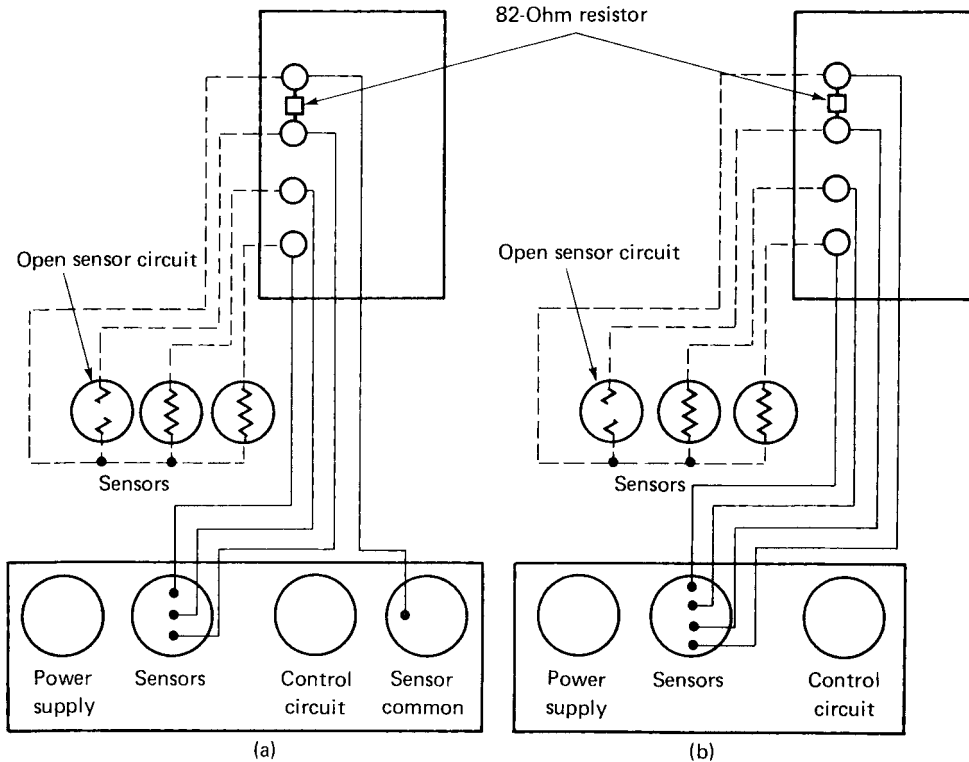 82-Ohm resistor
Open sensor circuit
Open sensor circuit
Sensors
Sensors
Power
supply
Sensors
Control
circuit
Sensor
common
Power
supply
Sensors
Control
circuit
(a)
(b)